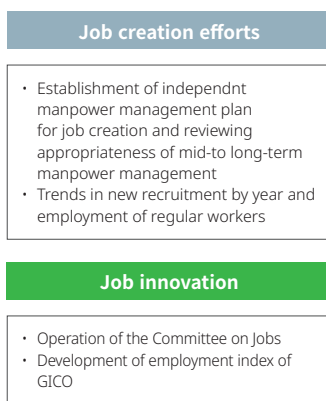 Job creation efforts
• Establishment of independnt
manpower management plan
for job creation and reviewing
appropriateness of mid-to long-term
manpower management
• Trends in new recruitment by year and
employment of regular workers
Job innovation
• Operation of the Committee on Jobs
• Development of employment index of
GICO